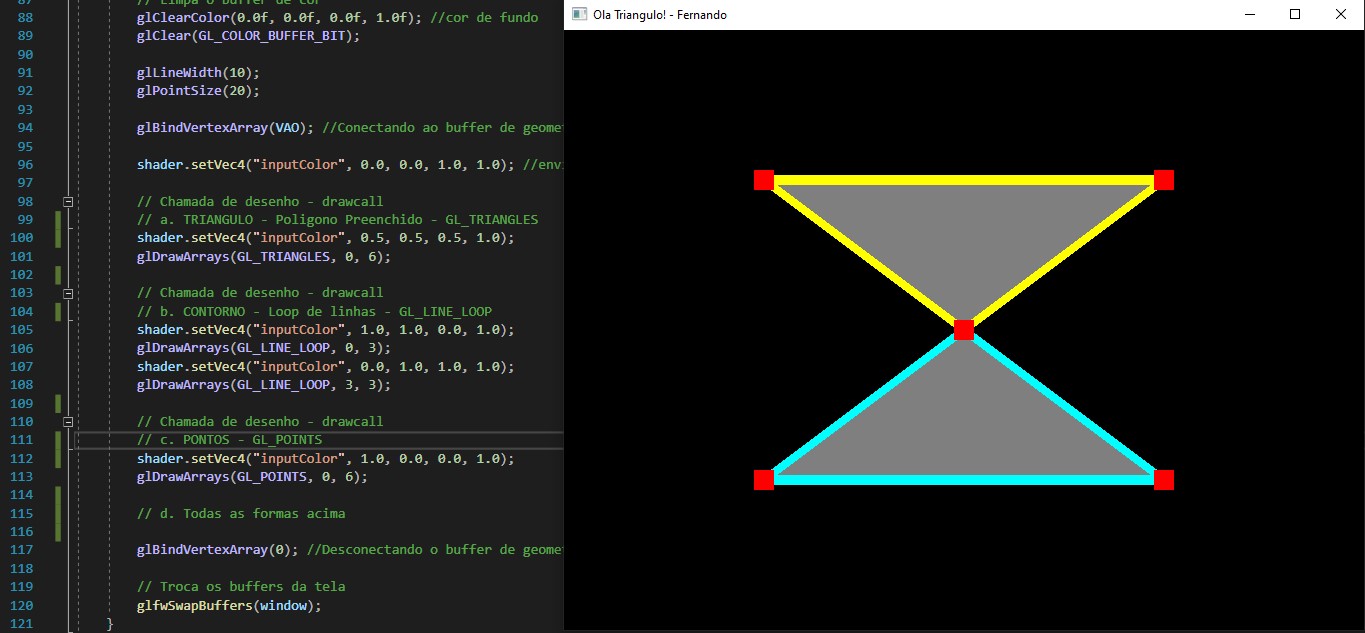 87 // Limpa o buffer de cor
88 glClearColor(0.0f, 0.0f, 0.0f, 1.0f); //cor de fundo
89 glClear(GL_COLOR_BUFFER_BIT);
90
91 glLineWidth(10);
92 glPointSize(20);
93
94 glBindVertexArray(VAO); //Conectando ao buffer de geome
95
96 shader.setVec4("inputColor", 0.0, 0.0, 1.0, 1.0); //env
97
98 // Chamada de desenho - drawcall
99 // a. TRIANGULO - Poligono Preenchido - GL_TRIANGLES
100 shader.setVec4("inputColor", 0.5, 0.5, 0.5, 1.0);
101 glDrawArrays(GL_TRIANGLES, 0, 6);
102
103 // Chamada de desenho - drawcall
104 // b. CONTORNO - Loop de linhas - GL_LINE_LOOP
105 shader.setVec4("inputColor", 1.0, 1.0, 0.0, 1.0);
106 glDrawArrays(GL_LINE_LOOP, 0, 3);
107 shader.setVec4("inputColor", 0.0, 1.0, 1.0, 1.0);
108 glDrawArrays(GL_LINE_LOOP, 3, 3);
109
110 // Chamada de desenho - drawcall
111 // c. PONTOS - GL_POINTS
112 shader.setVec4("inputColor", 1.0, 0.0, 0.0, 1.0);
113 glDrawArrays(GL_POINTS, 0, 6);
114
115 // d. Todas as formas acima
116
117 glBindVertexArray(0); //Desconectando o buffer de geome
118
119 // Troca os buffers da tela
120 glfwSwapBuffers(window);
121 }
Ola Triangulo! - Fernando